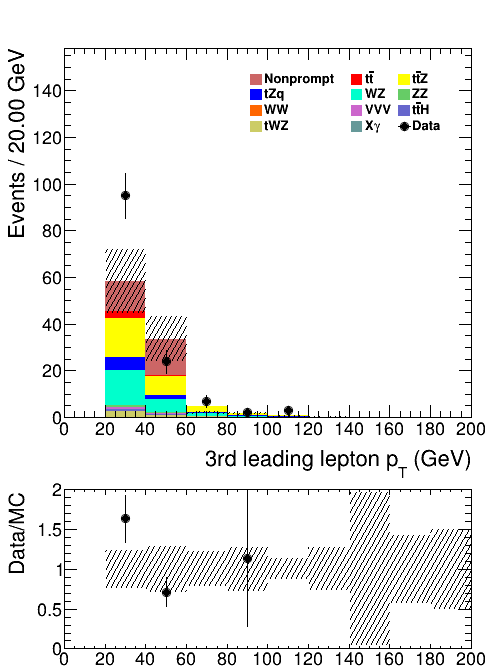 Events / 20.00 GeV
140
120
100
80
60
40
20
0
Nonprompt tt̄ tt̄Z
tZq WZ ZZ
WW VVV tt̄H
tWZ Xγ Data
0 20 40 60 80 100 120 140 160 180 200
3rd leading lepton p_T (GeV)
Data/MC
2
1.5
1
0.5
0
0 20 40 60 80 100 120 140 160 180 200